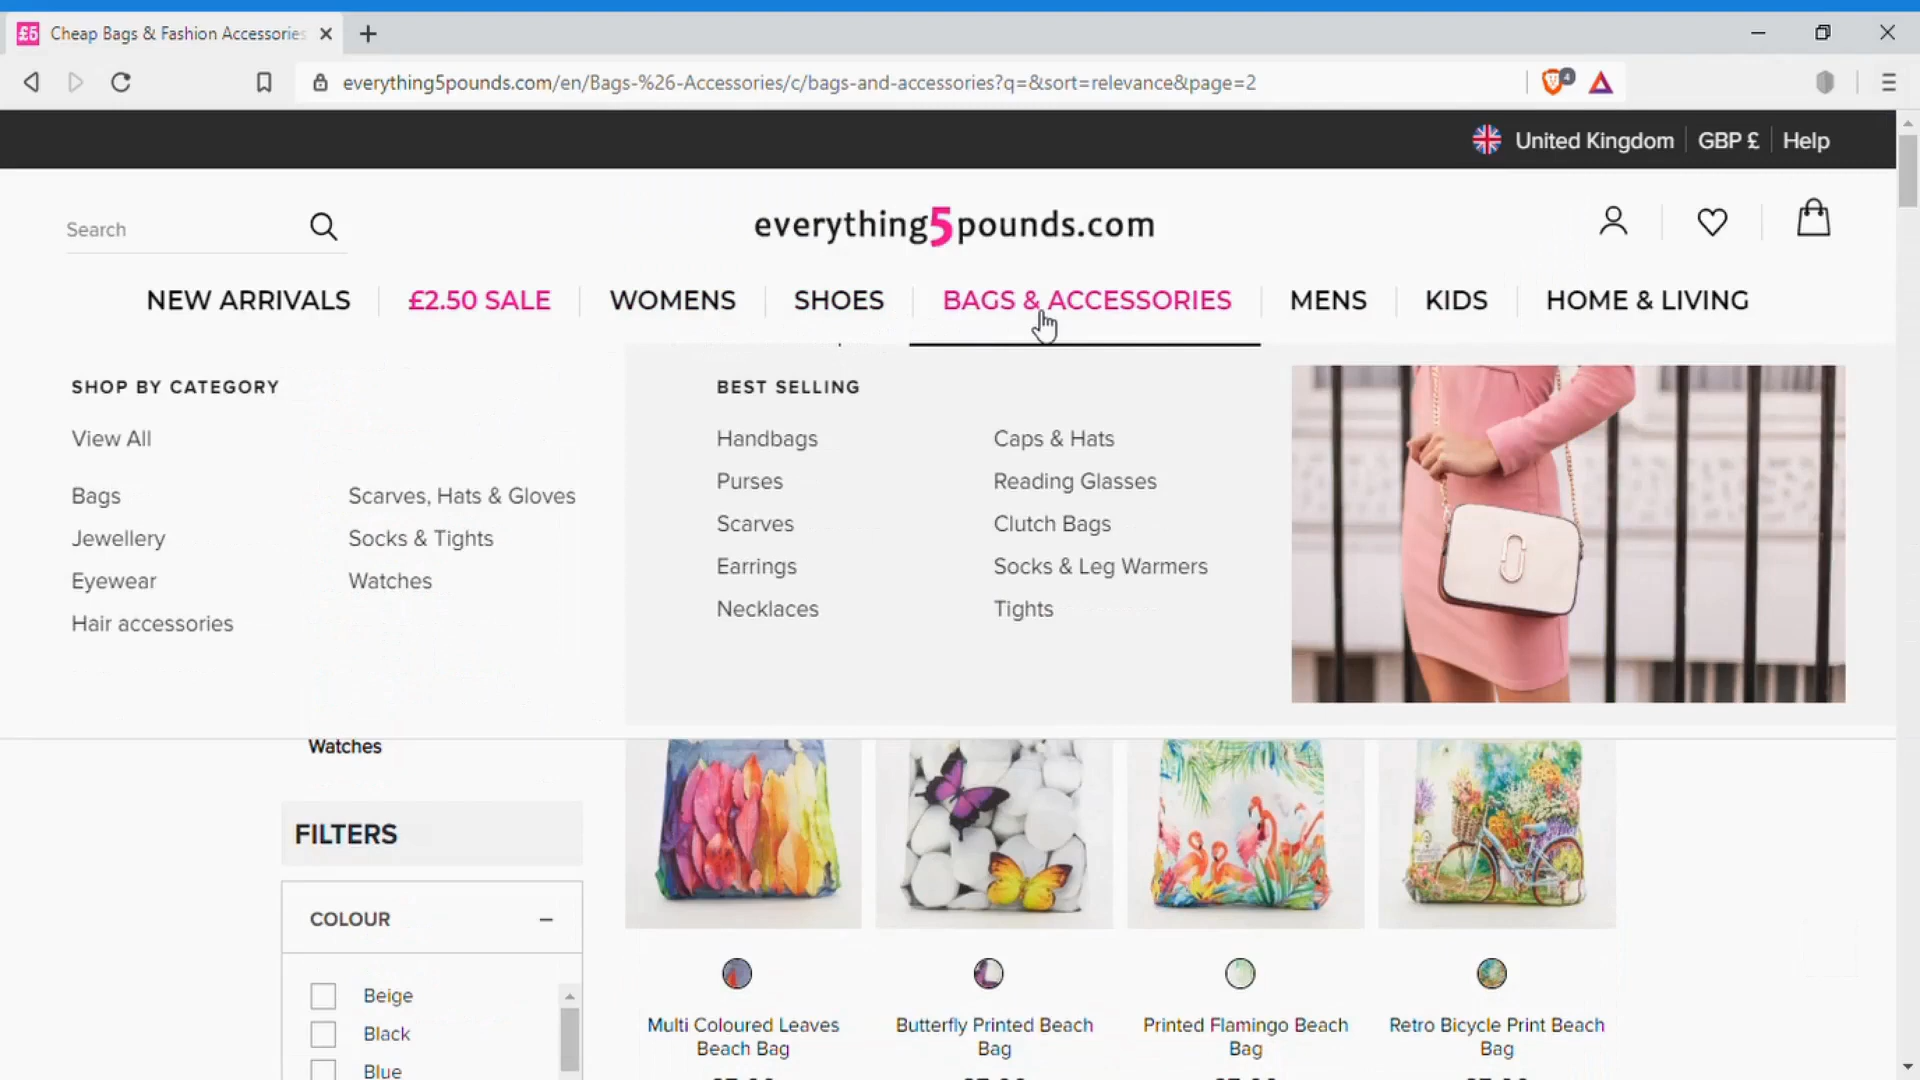 £5 Cheap Bags & Fashion Accessories
everything5pounds.com/en/Bags-%26-Accessories/c/bags-and-accessories?q=&sort=relevance&page=2
4
United Kingdom GBP £ Help
Search
everything5pounds.com
NEW ARRIVALS £2.50 SALE WOMENS SHOES BAGS & ACCESSORIES MENS KIDS HOME & LIVING
SHOP BY CATEGORY
View All
Bags
Jewellery
Eyewear
Hair accessories
Scarves, Hats & Gloves
Socks & Tights
Watches
BEST SELLING
Handbags
Purses
Scarves
Earrings
Necklaces
Caps & Hats
Reading Glasses
Clutch Bags
Socks & Leg Warmers
Tights
Watches
FILTERS
COLOUR
Beige
Black
Blue
Multi Coloured Leaves
Beach Bag
Butterfly Printed Beach
Bag
Printed Flamingo Beach
Bag
Retro Bicycle Print Beach
Bag